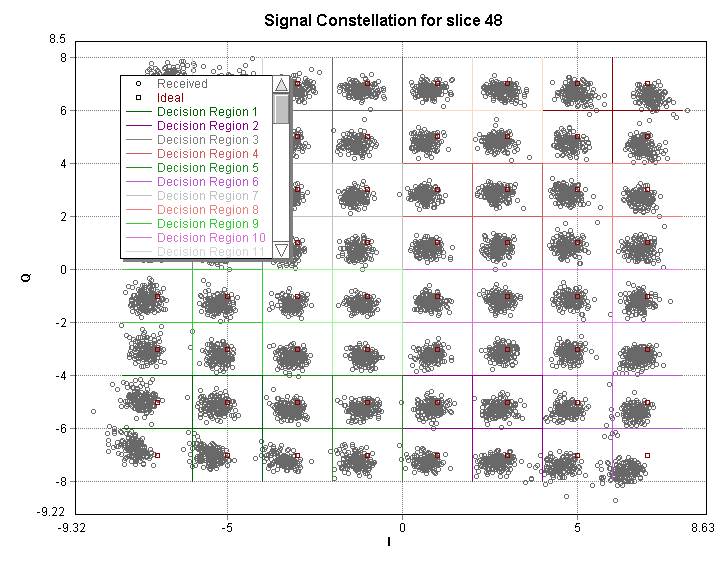 Signal Constellation for slice 48
8.5
8
6
4
2
0
-2
-4
-6
-8
-9.22
Q
Received
Ideal
Decision Region 1
Decision Region 2
Decision Region 3
Decision Region 4
Decision Region 5
Decision Region 6
Decision Region 7
Decision Region 8
Decision Region 9
Decision Region 10
Decision Region 11
-9.32 -5 0 5 8.63
I